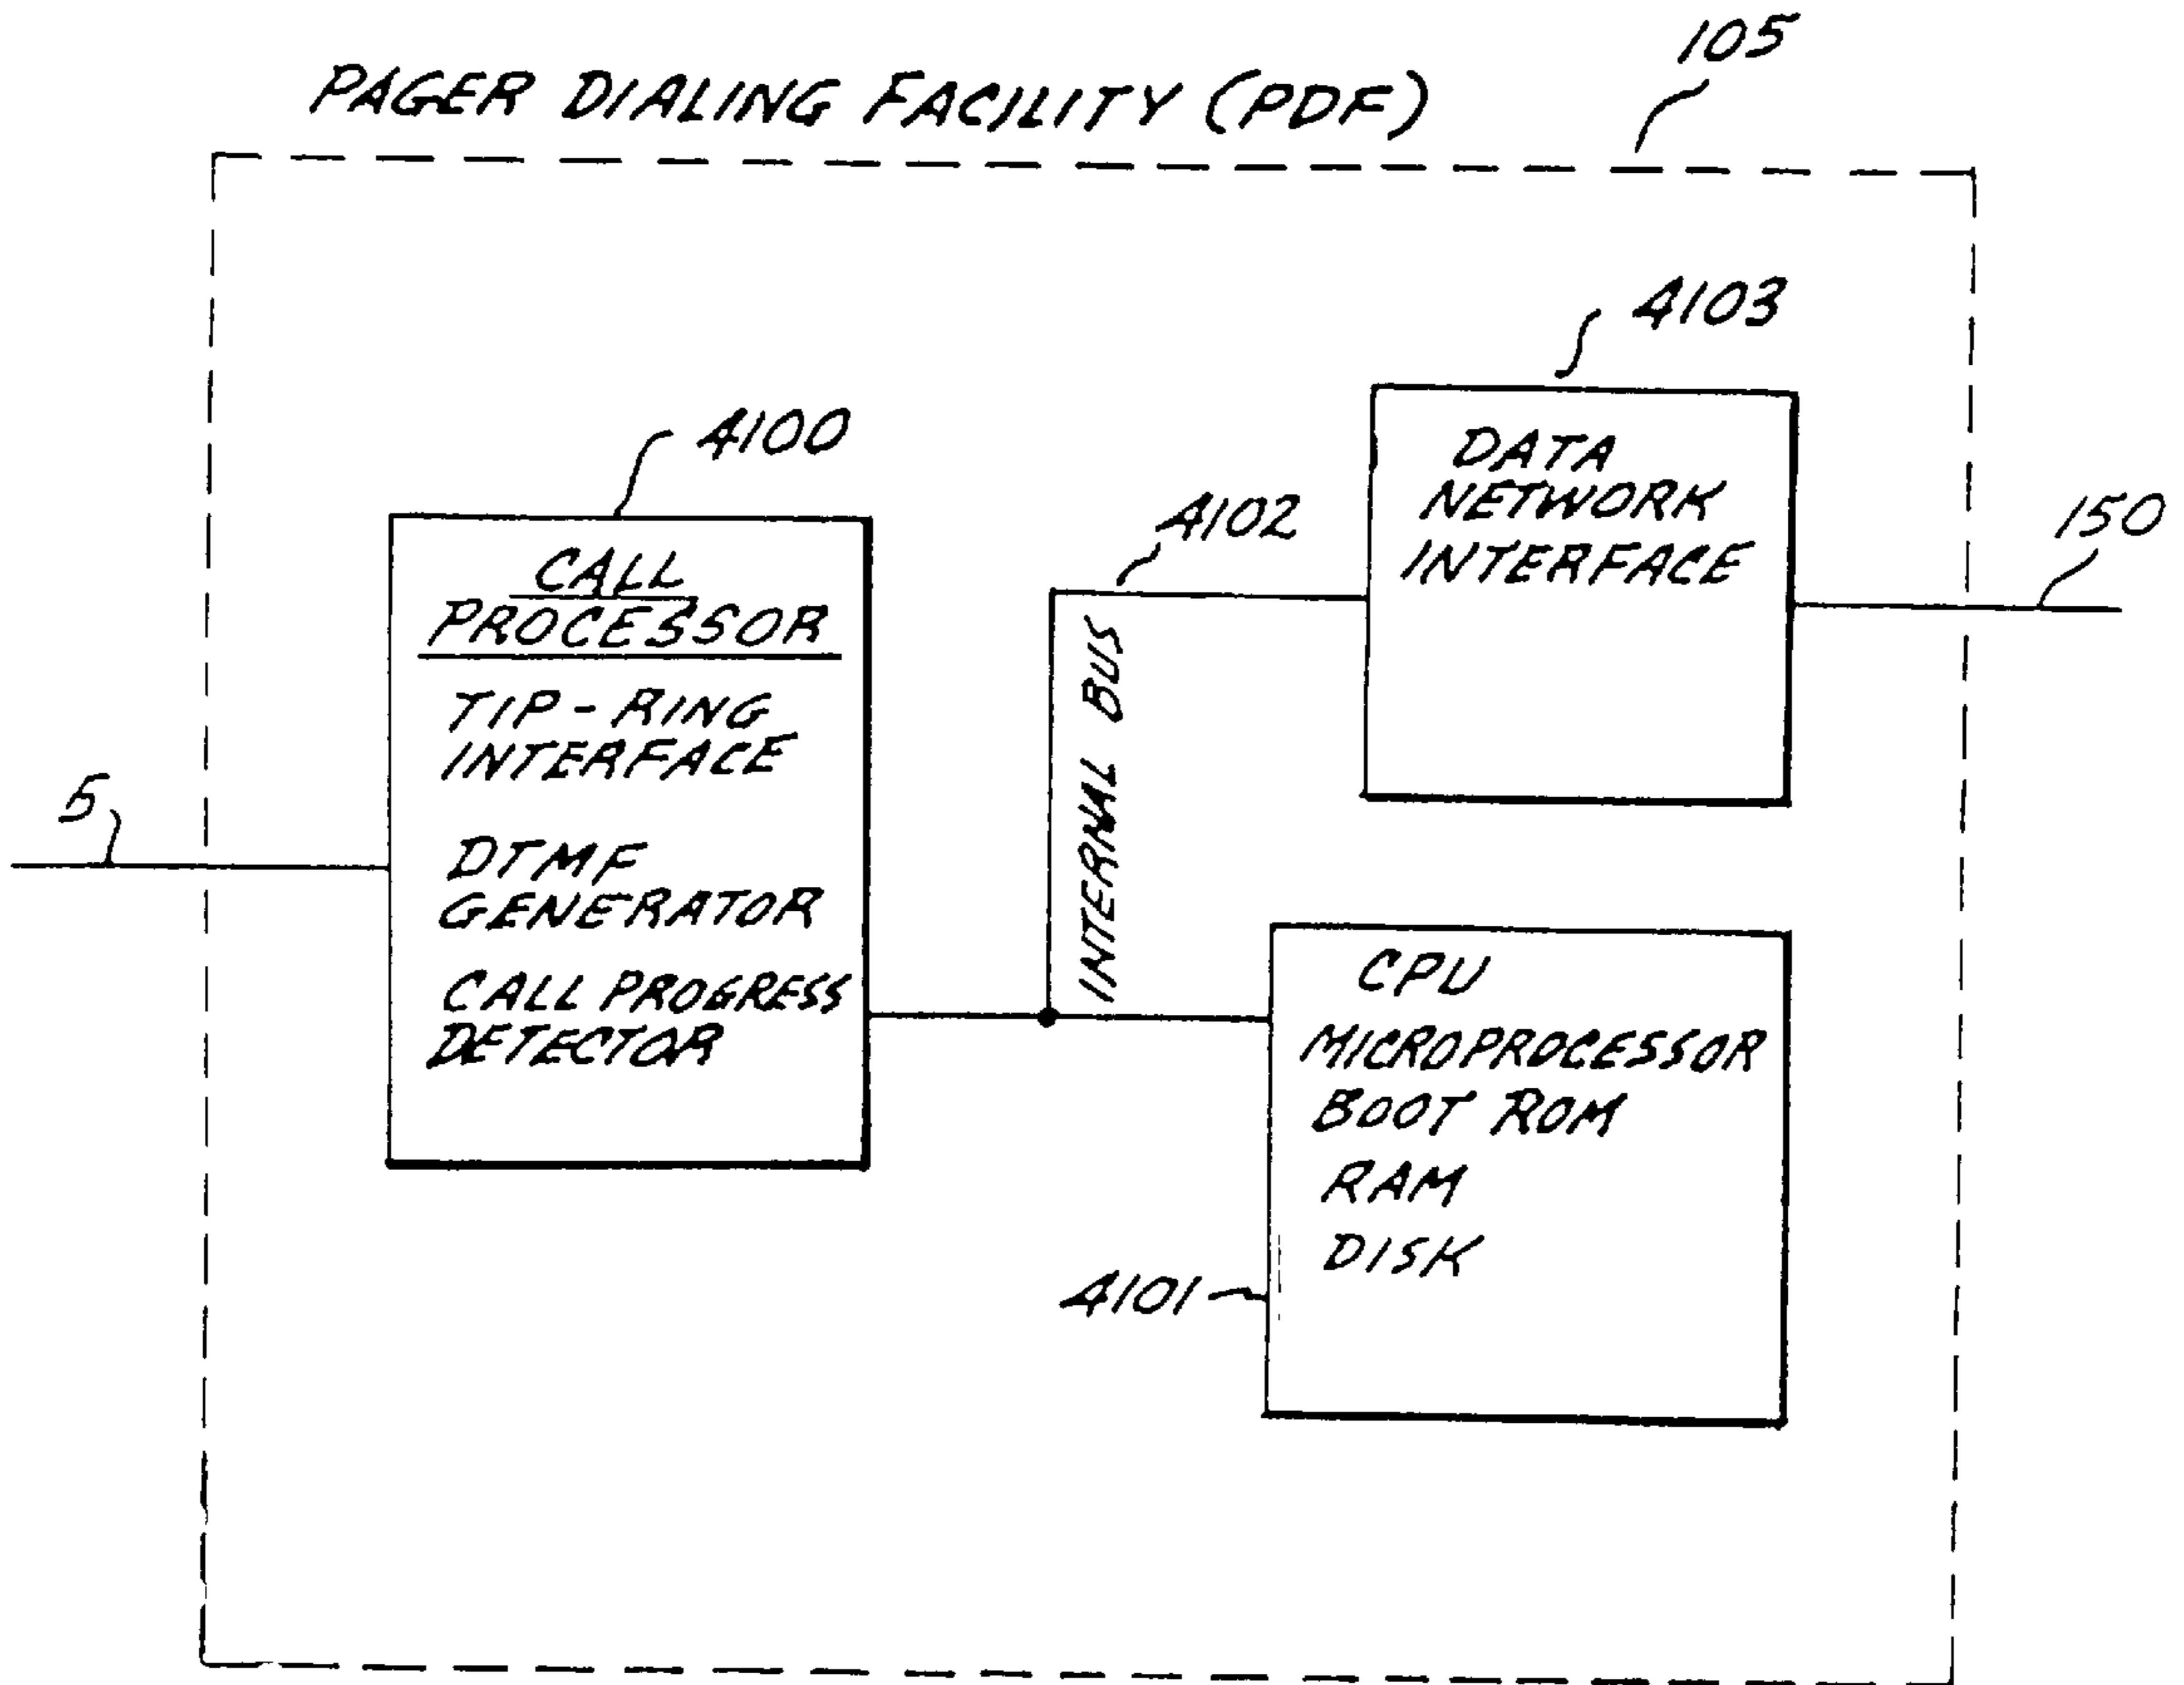 105
PAGER DIALING FACILITY (PDF)
4103
4100
DATA
NETWORK
INTERFACE
4102
150
CALL
PROCESSOR
TIP-RING
INTERFACE
DTMF
GENERATOR
CALL PROGRESS
DETECTOR
INTERNAL BUS
5
CPU
MICROPROCESSOR
BOOT ROM
RAM
DISK
4101